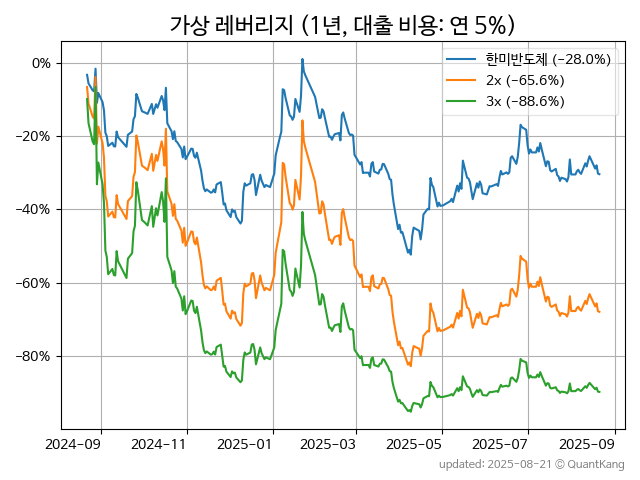 가상 레버리지 (1년, 대출 비용: 연 5%)
한미반도체 (−28.0%)
2x (−65.6%)
3x (−88.6%)
0%
−20%
−40%
−60%
−80%
2024-09 2024-11 2025-01 2025-03 2025-05 2025-07 2025-09
updated: 2025-08-21 © QuantKang